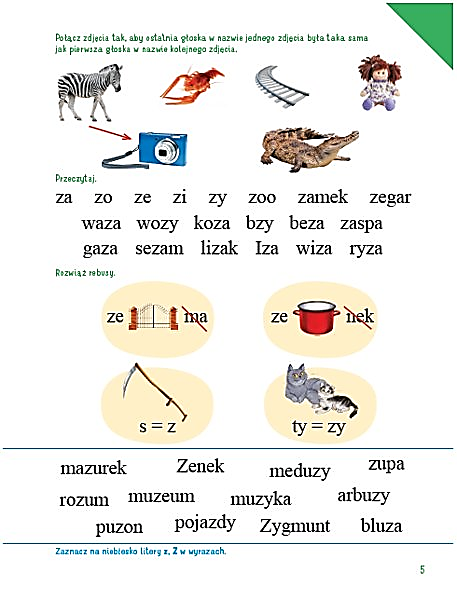 Połącz zdjęcia tak, aby ostatnia głoska w nazwie jednego zdjęcia była taka sama
jak pierwsza głoska w nazwie kolejnego zdjęcia.
Przeczytaj.
za zo ze zi zy zoo zamek zegar
waza wozy koza bzy beza zaspa
gaza sezam lizak Iza wiza ryza
Rozwiąż rebusy.
ze ma ze nek
s = z ty = zy
mazurek Zenek meduzy zupa
rozum muzeum muzyka arbuzy
puzon pojazdy Zygmunt bluza
Zaznacz na niebiesko litery z, Z w wyrazach.
5